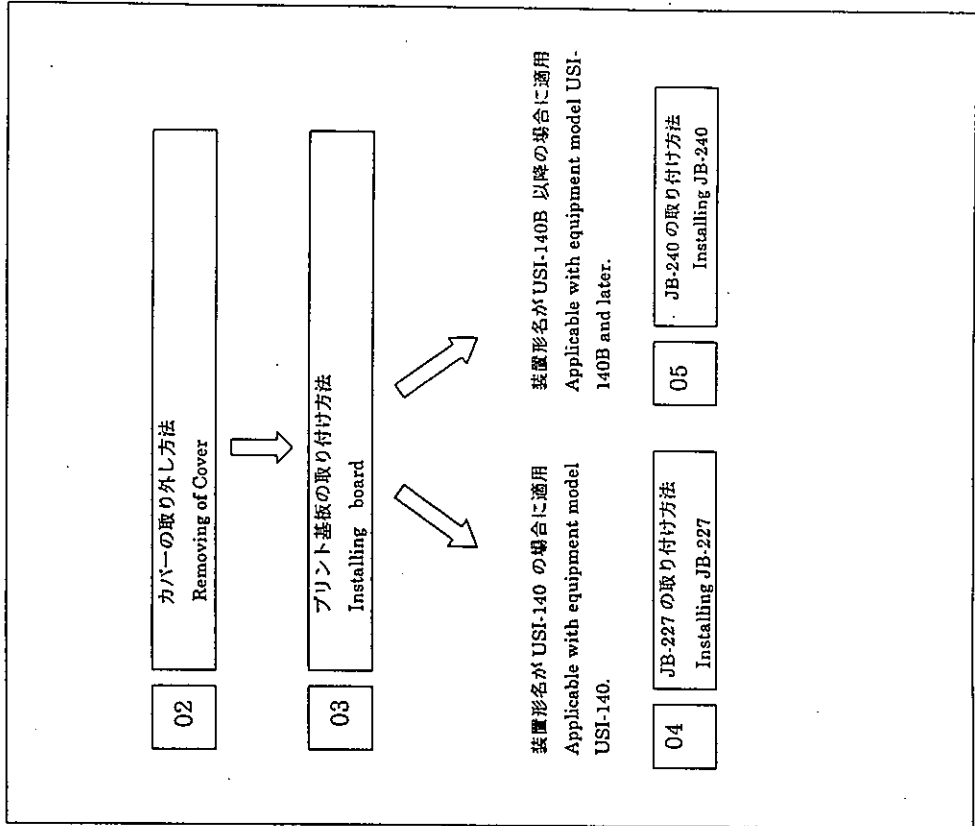 02
カバーの取り外し方法
Removing of Cover
03
プリント基板の取り付け方法
Installing board
装置形名が USI-140 の場合に適用
Applicable with equipment model
USI-140.
04
JB-227 の取り付け方法
Installing JB-227
装置形名が USI-140B 以降の場合に適用
Applicable with equipment model USI-
140B and later.
05
JB-240 の取り付け方法
Installing JB-240